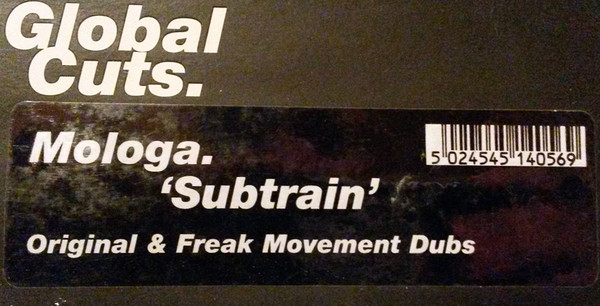 Global
Cuts.
Mologa.
'Subtrain'
5 024545 140569
Original & Freak Movement Dubs